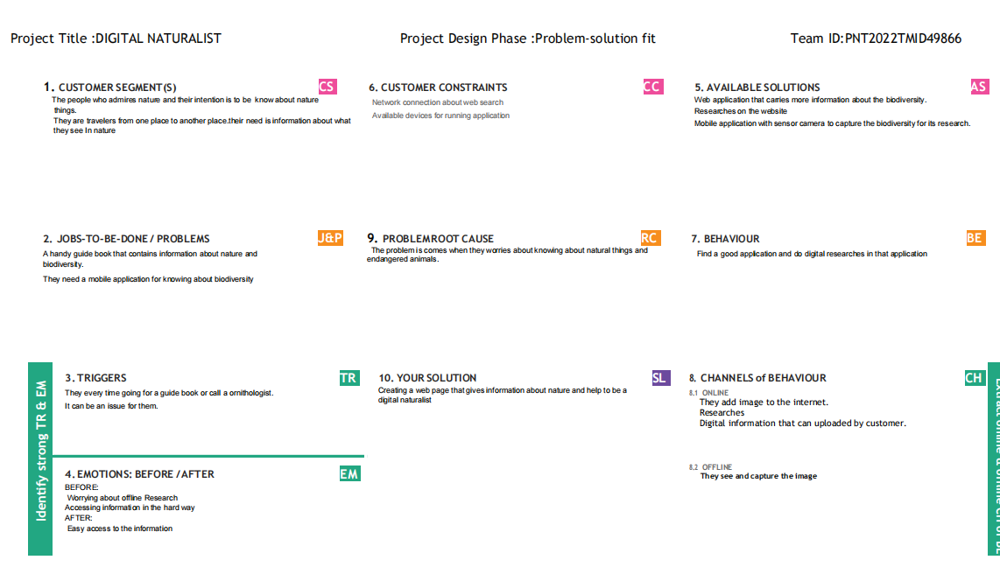 Project Title :DIGITAL NATURALIST
Project Design Phase :Problem-solution fit
Team ID:PNT2022TMID49866
1. CUSTOMER SEGMENT(S)
CS
The people who admires nature and their intention is to be know about nature
things.
They are travelers from one place to another place.their need is information about what
they see In nature
6. CUSTOMER CONSTRAINTS
CC
Network connection about web search
Available devices for running application
5. AVAILABLE SOLUTIONS
AS
Web application that carries more information about the biodiversity.
Researches on the website
Mobile application with sensor camera to capture the biodiversity for its research.
2. JOBS-TO-BE-DONE / PROBLEMS
J&P
A handy guide book that contains information about nature and
biodiversity.
They need a mobile application for knowing about biodiversity
9. PROBLEM ROOT CAUSE
RC
The problem is comes when they worries about knowing about natural things and
endangered animals.
7. BEHAVIOUR
BE
Find a good application and do digital researches in that application
Identify strong TR & EM
3. TRIGGERS
TR
They every time going for a guide book or call a ornithologist.
It can be an issue for them.
4. EMOTIONS: BEFORE / AFTER
EM
BEFORE:
Worrying about offline Research
Accessing information in the hard way
AFTER:
Easy access to the information
10. YOUR SOLUTION
SL
Creating a web page that gives information about nature and help to be a
digital naturalist
8. CHANNELS of BEHAVIOUR
CH
8.1 ONLINE
They add image to the internet.
Researches
Digital information that can uploaded by customer.
8.2 OFFLINE
They see and capture the image